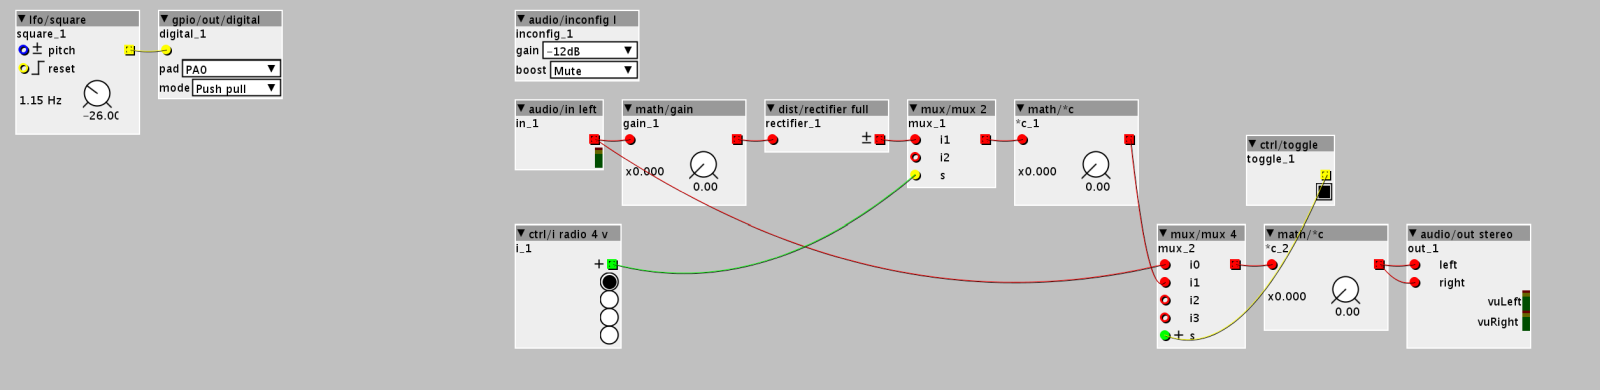 lfo/square
square_1
± pitch
reset
1.15 Hz
-26.00
gpio/out/digital
digital_1
pad PA0
mode Push pull
audio/inconfig l
inconfig_1
gain -12dB
boost Mute
audio/in left
in_1
math/gain
gain_1
x0.000
0.00
dist/rectifier full
rectifier_1
±
mux/mux 2
mux_1
i1
i2
s
math/*c
*c_1
x0.000
0.00
ctrl/toggle
toggle_1
ctrl/i radio 4 v
i_1
+
mux/mux 4
mux_2
i0
i1
i2
i3
+ s
math/*c
*c_2
x0.000
0.00
audio/out stereo
out_1
left
right
vuLeft
vuRight